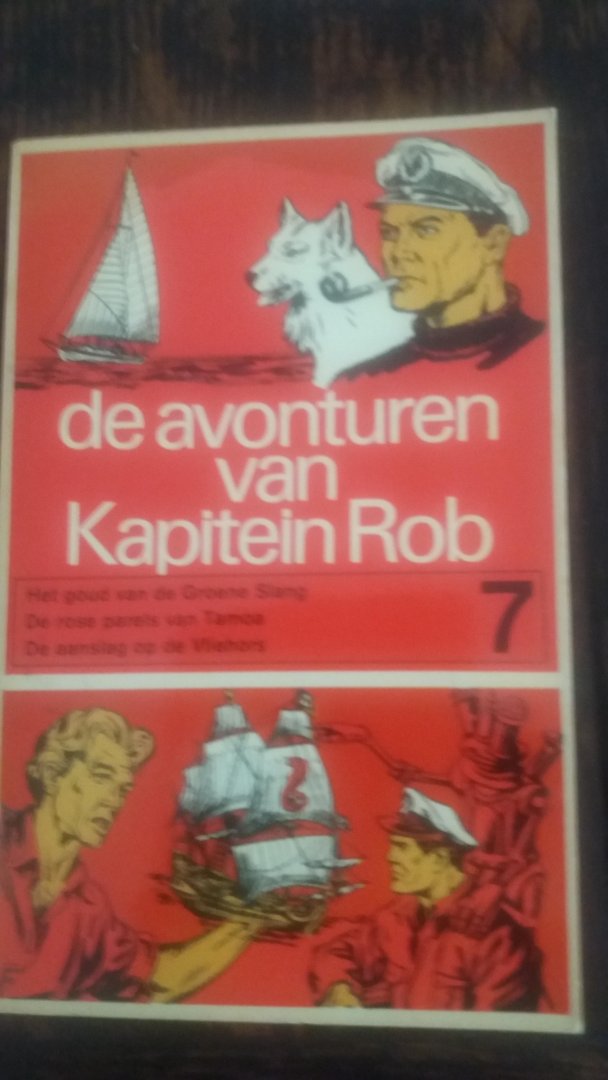 de avonturen
van
Kapitein Rob
Het goud van de Groene Slang
De rose parels van Tamoa
De aanslag op de Vliehors
7